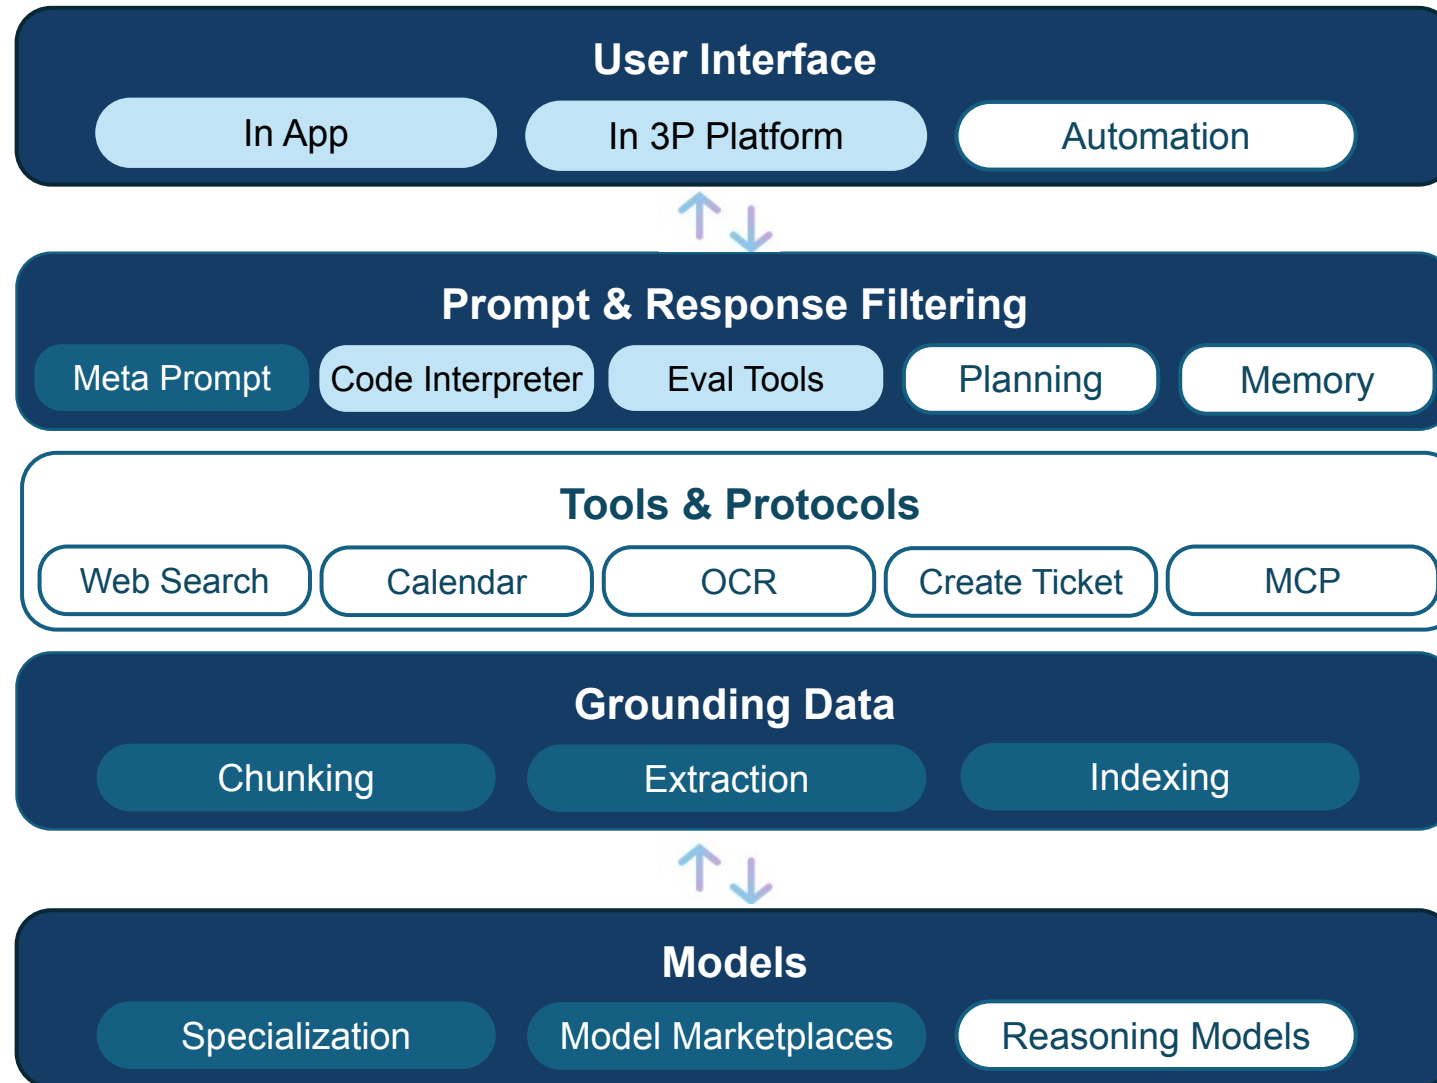 User Interface
In App
In 3P Platform
Automation
Prompt & Response Filtering
Meta Prompt
Code Interpreter
Eval Tools
Planning
Memory
Tools & Protocols
Web Search
Calendar
OCR
Create Ticket
MCP
Grounding Data
Chunking
Extraction
Indexing
Models
Specialization
Model Marketplaces
Reasoning Models